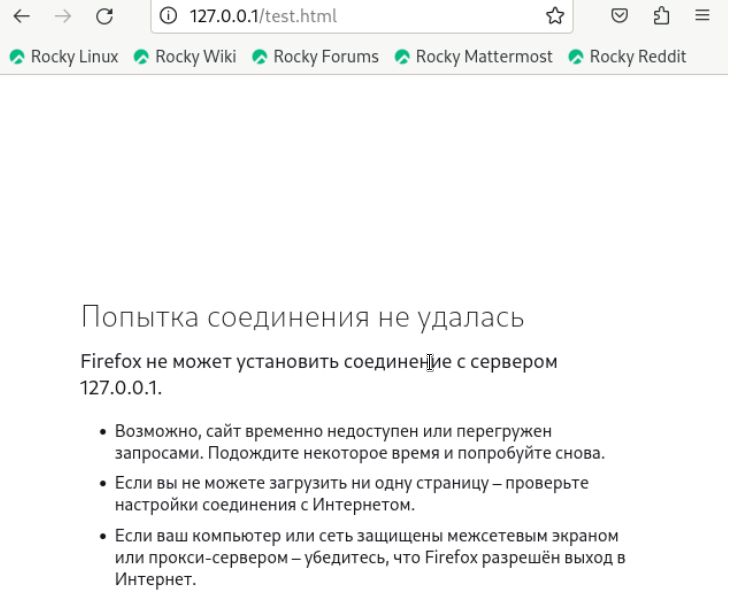 127.0.0.1/test.html
Rocky Linux Rocky Wiki Rocky Forums Rocky Mattermost Rocky Reddit
Попытка соединения не удалась
Firefox не может установить соединение с сервером
127.0.0.1.
• Возможно, сайт временно недоступен или перегружен
запросами. Подождите некоторое время и попробуйте снова.
• Если вы не можете загрузить ни одну страницу – проверьте
настройки соединения с Интернетом.
• Если ваш компьютер или сеть защищены межсетевым экраном
или прокси-сервером – убедитесь, что Firefox разрешён выход в
Интернет.